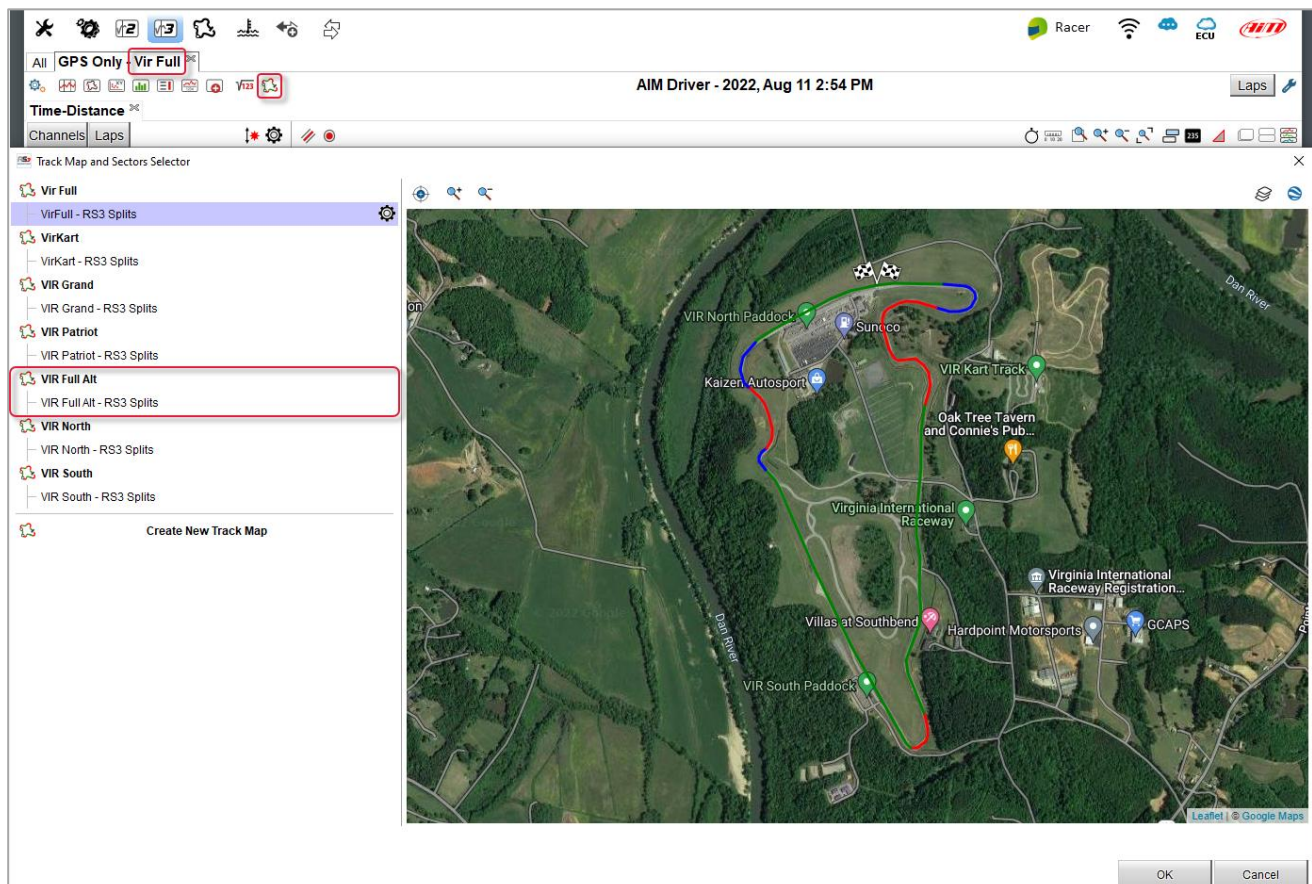 Racer
ECU
AiM
All GPS Only - Vir Full
√123
AIM Driver - 2022, Aug 11 2:54 PM
Laps
Time-Distance
Channels Laps
235
RS3 Track Map and Sectors Selector
Vir Full
VirFull - RS3 Splits
VirKart
VirKart - RS3 Splits
VIR Grand
VIR Grand - RS3 Splits
VIR Patriot
VIR Patriot - RS3 Splits
VIR Full Alt
VIR Full Alt - RS3 Splits
VIR North
VIR North - RS3 Splits
VIR South
VIR South - RS3 Splits
Create New Track Map
Dan River
on
VIR North Paddock
Sunoco
Kaizen Autosport
VIR Kart Track
Oak Tree Tavern
and Connie's Pub...
Virginia International
Raceway
Virginia International
Raceway Registration...
Villas at Southbend
Hardpoint Motorsports
GCAPS
Dan River
VIR South Paddock
Leaflet | © Google Maps
OK Cancel